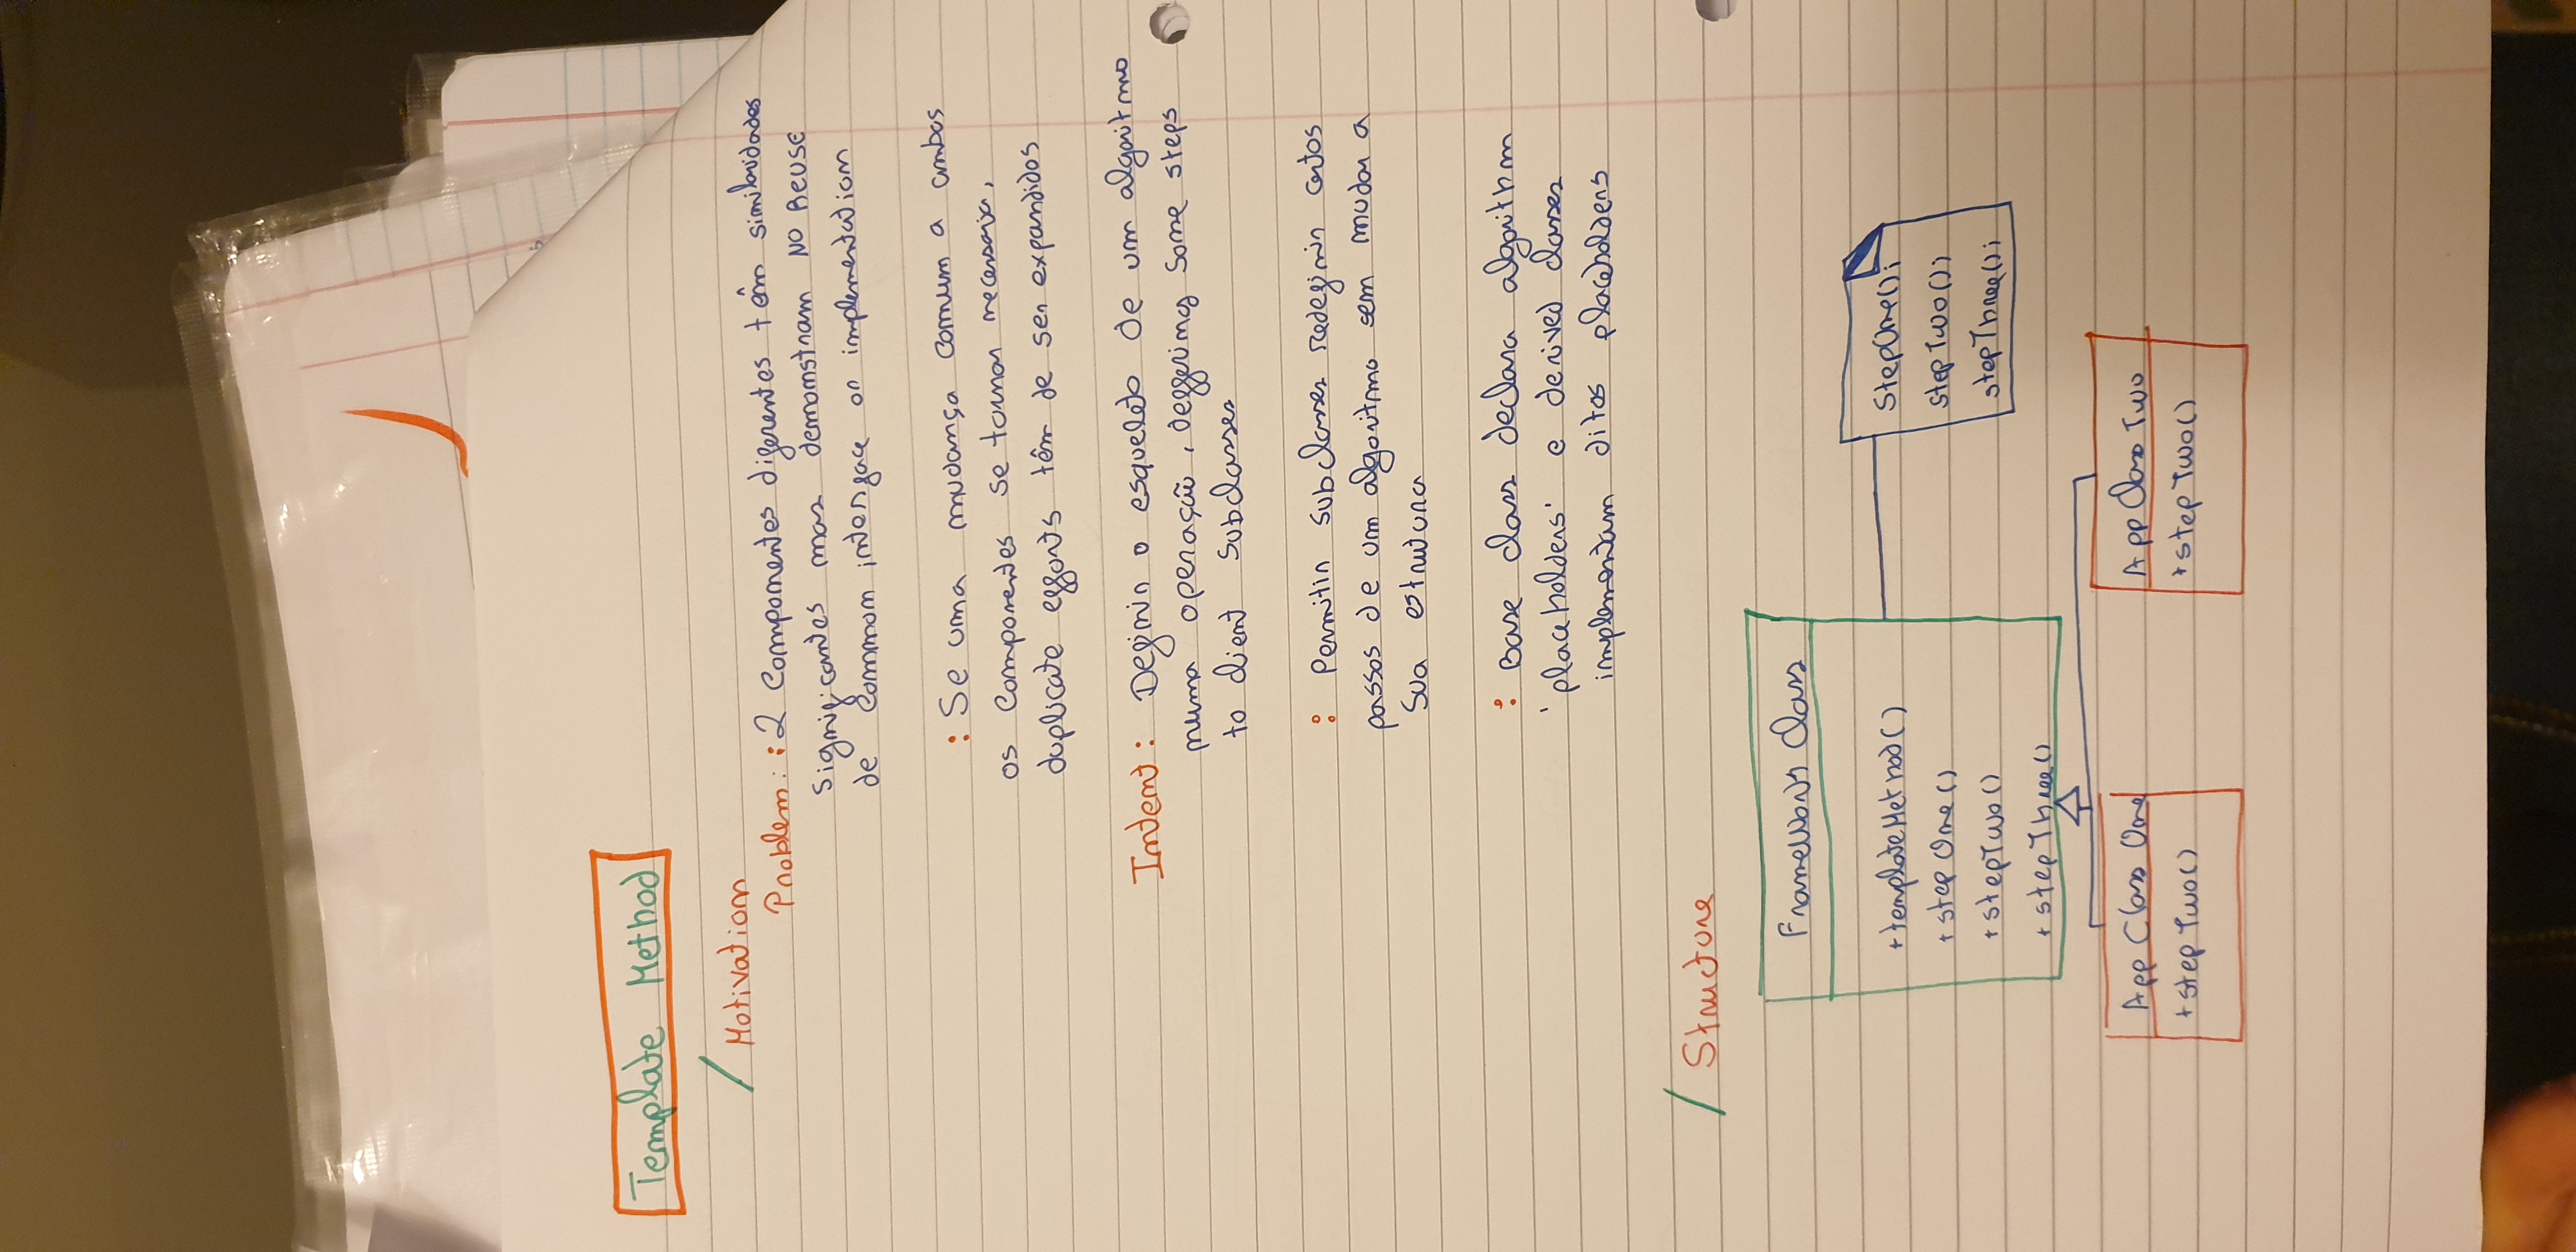 Template Method
/ Motivation
Problem: : 2 Componentes diferentes têm similaridades
significantes mas demonstram NO REUSE
de common interface or implementation
: Se uma mudança comum a ambos
os componentes se tornar necessaria,
duplicate efforts têm de ser expandidos
Intent: Definir o esqueleto de um algoritmo
numa operação, deffering some steps
to client subclasses
: Permitir subclasses redefinir certos
passos de um algoritmo sem mudar a
sua estrutura
: Base class declara algorithm
'placeholders' e derived classes
implementam ditos placeholders
/ Structure
Framework Class
+templateMethod()
+stepOne()
+stepTwo()
+stepThree()
StepOne();
stepTwo();
stepThree();
App Class One
+stepTwo()
App Class Two
+stepTwo()